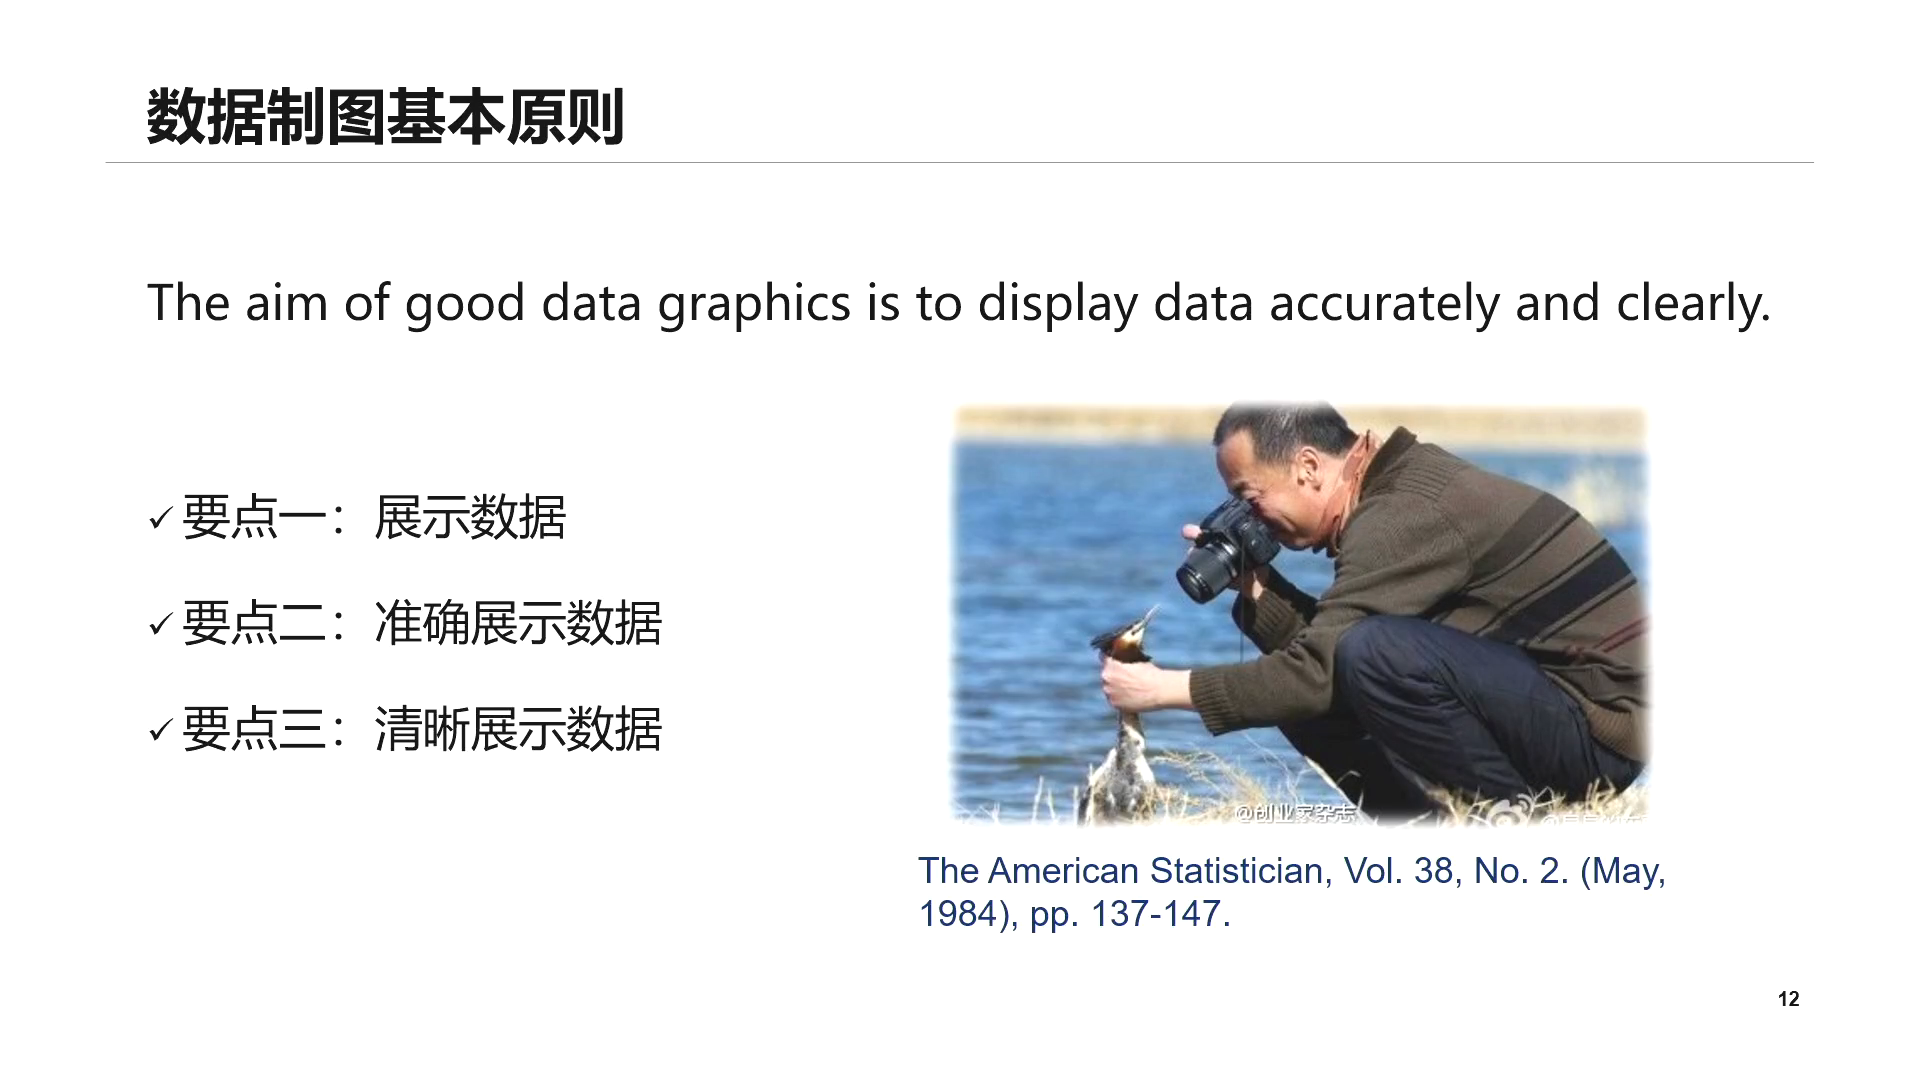 数据制图基本原则
The aim of good data graphics is to display data accurately and clearly.
✓要点一：展示数据
✓要点二：准确展示数据
✓要点三：清晰展示数据
@创业家杂志
The American Statistician, Vol. 38, No. 2. (May,
1984), pp. 137-147.
12